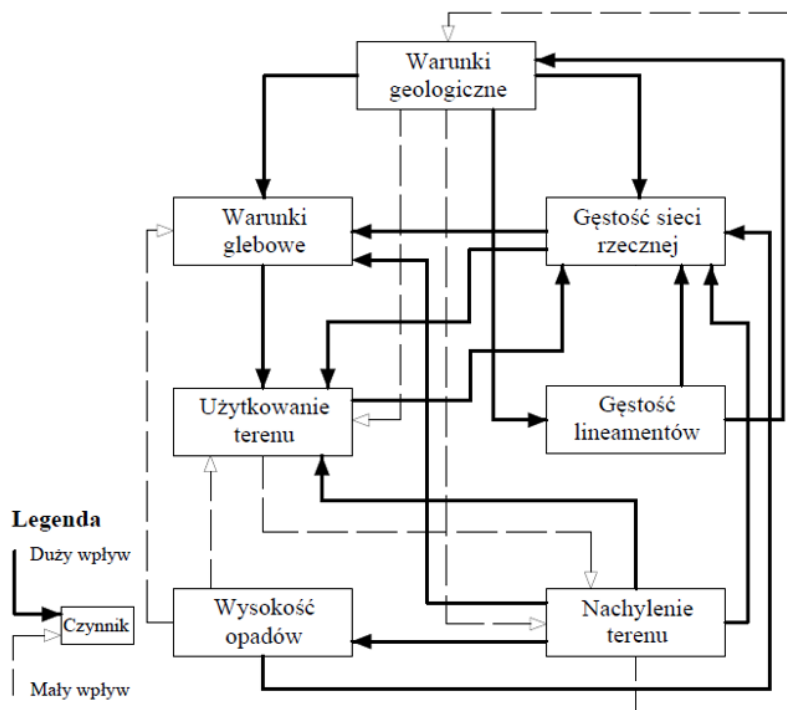 Warunki
geologiczne
Warunki
glebowe
Gęstość sieci
rzecznej
Użytkowanie
terenu
Gęstość
lineamentów
Legenda
Duży wpływ
Czynnik
Mały wpływ
Wysokość
opadów
Nachylenie
terenu